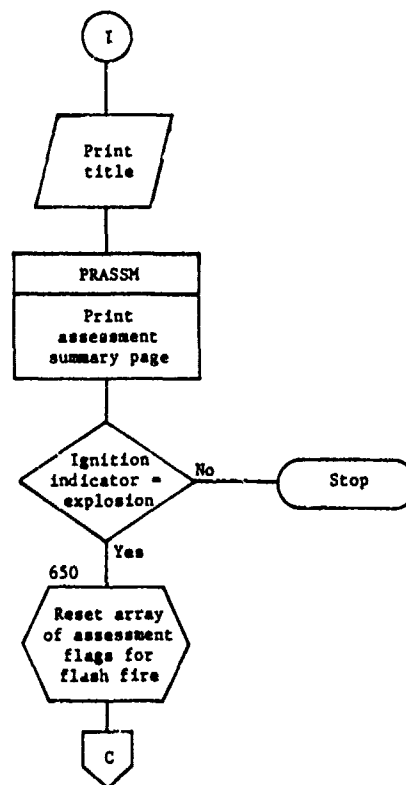 I
Print
title
PRASSM
Print
assessment
summary page
Ignition
indicator =
explosion
No
Stop
Yes
650
Reset array
of assessment
flags for
flash fire
C